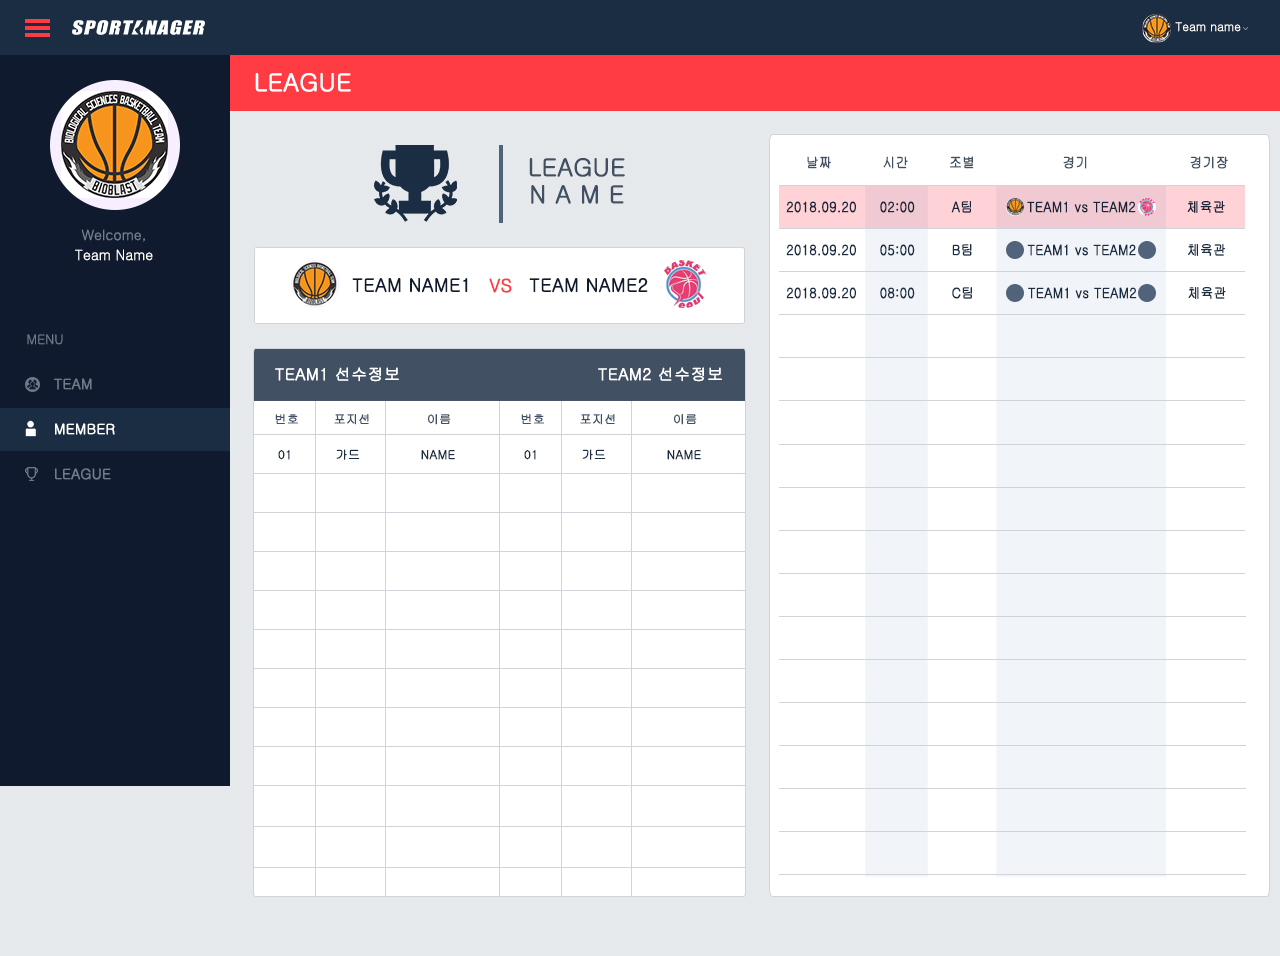 SPORTANAGER
Team name
BIOLOGICAL SCIENCES BASKETBALL TEAM
BIOBLAST
Welcome,
Team Name
MENU
TEAM
MEMBER
LEAGUE
LEAGUE
LEAGUE
NAME
TEAM NAME1 VS TEAM NAME2
BASKET
TEAM1 선수정보 TEAM2 선수정보
번호 포지션 이름 번호 포지션 이름
01 가드 NAME 01 가드 NAME
날짜 시간 조별 경기 경기장
2018.09.20 02:00 A팀 TEAM1 vs TEAM2 체육관
2018.09.20 05:00 B팀 TEAM1 vs TEAM2 체육관
2018.09.20 08:00 C팀 TEAM1 vs TEAM2 체육관